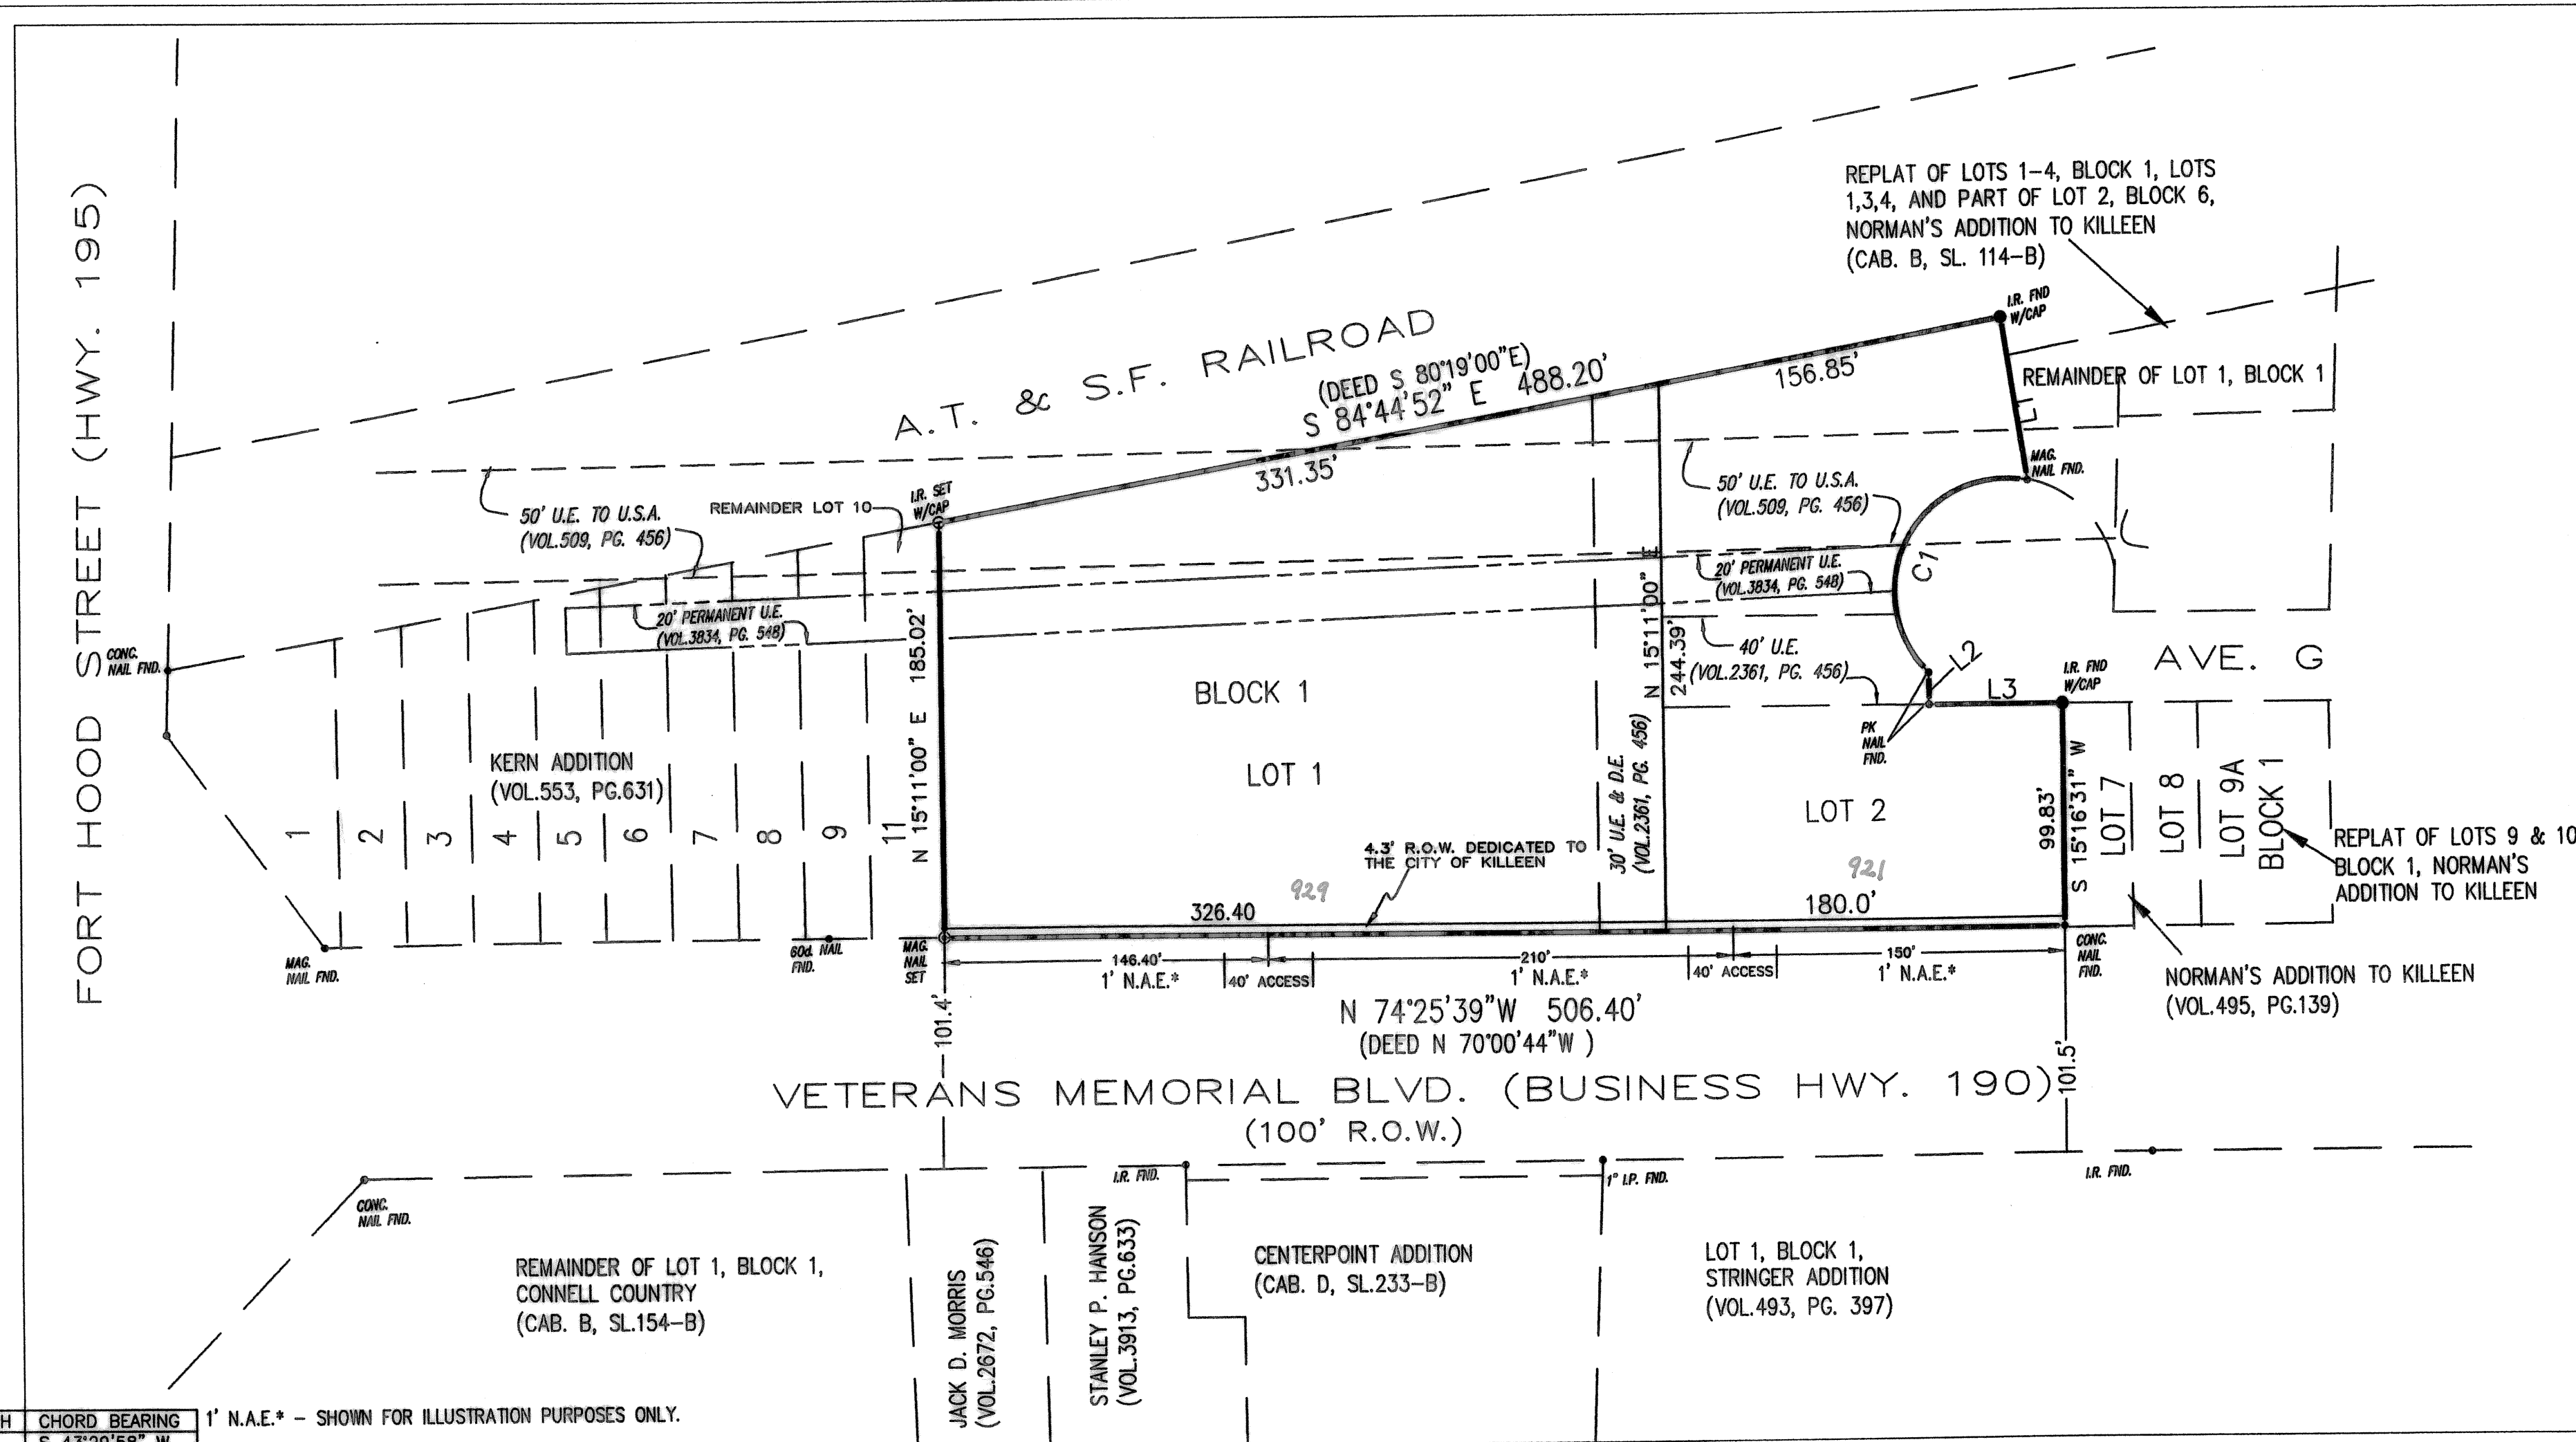 FORT HOOD STREET (HWY. 195)
REPLAT OF LOTS 1-4, BLOCK 1, LOTS
1,3,4, AND PART OF LOT 2, BLOCK 6,
NORMAN'S ADDITION TO KILLEEN
(CAB. B, SL. 114-B)
I.R. FND
W/CAP
A.T. & S.F. RAILROAD
(DEED S 80°19'00"E)
S 84°44'52" E 488.20'
331.35'
156.85'
REMAINDER OF LOT 1, BLOCK 1
L1
MAG.
NAIL FND.
50' U.E. TO U.S.A.
(VOL.509, PG. 456)
REMAINDER LOT 10
I.R. SET
W/CAP
50' U.E. TO U.S.A.
(VOL.509, PG. 456)
20' PERMANENT U.E.
(VOL.3834, PG. 548)
20' PERMANENT U.E.
(VOL.3834, PG. 548)
C1
40' U.E.
(VOL.2361, PG. 456)
L2
L3
AVE. G
I.R. FND
W/CAP
PK
NAIL
FND.
CONC.
NAIL FND.
KERN ADDITION
(VOL.553, PG.631)
1
2
3
4
5
6
7
8
9
11
N 15°11'00" E 185.02'
BLOCK 1
LOT 1
30' U.E. & D.E.
(VOL.2361, PG. 456)
N 15°11'00" E
244.39'
LOT 2
99.83'
S 15°16'31" W
LOT 7
LOT 8
LOT 9A
BLOCK 1
REPLAT OF LOTS 9 & 10
BLOCK 1, NORMAN'S
ADDITION TO KILLEEN
4.3' R.O.W. DEDICATED TO
THE CITY OF KILLEEN
929
921
326.40
180.0'
MAG.
NAIL FND.
60d NAIL
FND.
MAG.
NAIL
SET
146.40'
1' N.A.E.*
40' ACCESS
210'
1' N.A.E.*
40' ACCESS
150'
1' N.A.E.*
CONC.
NAIL
FND.
NORMAN'S ADDITION TO KILLEEN
(VOL.495, PG.139)
N 74°25'39"W 506.40'
(DEED N 70°00'44"W )
101.4'
101.5'
VETERANS MEMORIAL BLVD. (BUSINESS HWY. 190)
(100' R.O.W.)
CONC.
NAIL FND.
I.R. FND.
1" I.P. FND.
I.R. FND.
REMAINDER OF LOT 1, BLOCK 1,
CONNELL COUNTRY
(CAB. B, SL.154-B)
JACK D. MORRIS
(VOL.2672, PG.546)
STANLEY P. HANSON
(VOL.3913, PG.633)
CENTERPOINT ADDITION
(CAB. D, SL.233-B)
LOT 1, BLOCK 1,
STRINGER ADDITION
(VOL.493, PG. 397)
H CHORD BEARING
1' N.A.E.* - SHOWN FOR ILLUSTRATION PURPOSES ONLY.